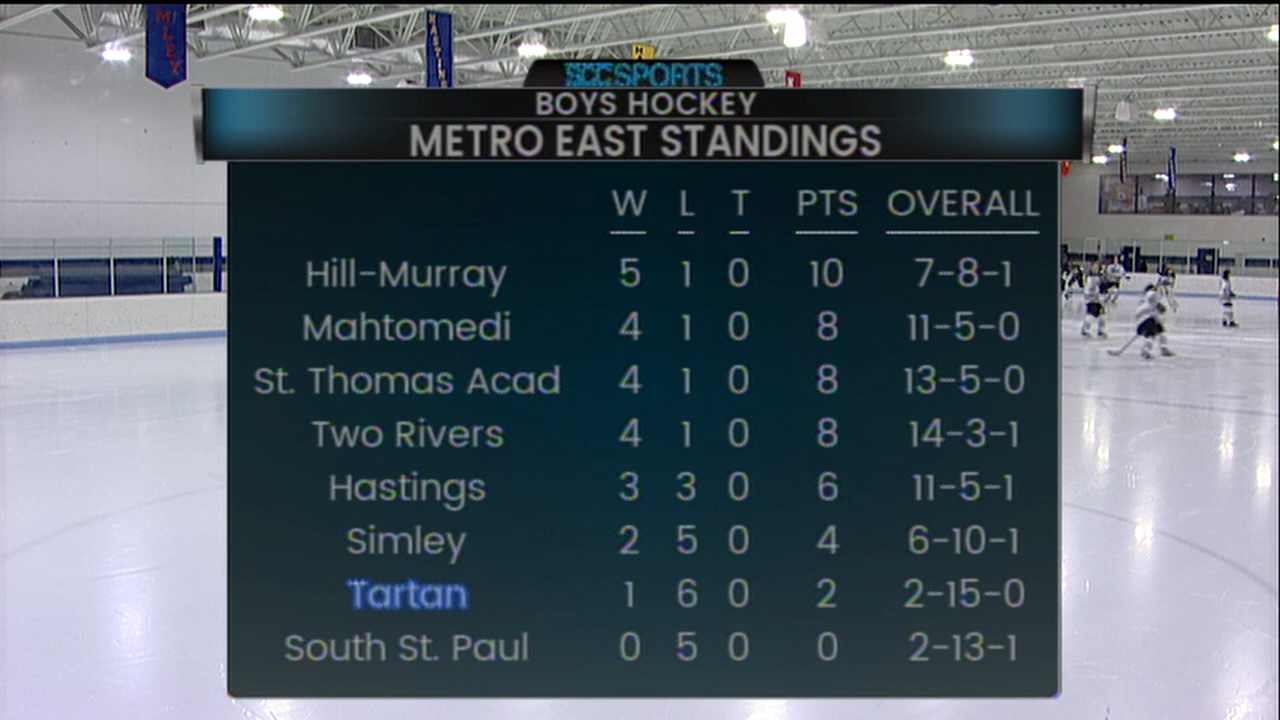 MLEY
HASTIN
SCCSPORTS
BOYS HOCKEY
METRO EAST STANDINGS
W L T PTS OVERALL
Hill-Murray 5 1 0 10 7-8-1
Mahtomedi 4 1 0 8 11-5-0
St. Thomas Acad 4 1 0 8 13-5-0
Two Rivers 4 1 0 8 14-3-1
Hastings 3 3 0 6 11-5-1
Simley 2 5 0 4 6-10-1
Tartan 1 6 0 2 2-15-0
South St. Paul 0 5 0 0 2-13-1